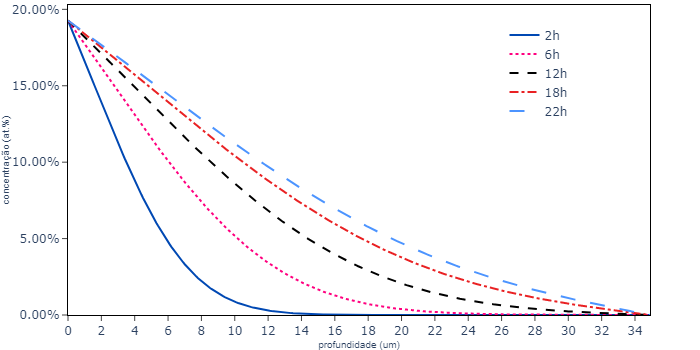 20.00%
15.00%
10.00%
5.00%
0.00%
concentração (at.%)
2h
6h
12h
18h
22h
0 2 4 6 8 10 12 14 16 18 20 22 24 26 28 30 32 34
profundidade (um)